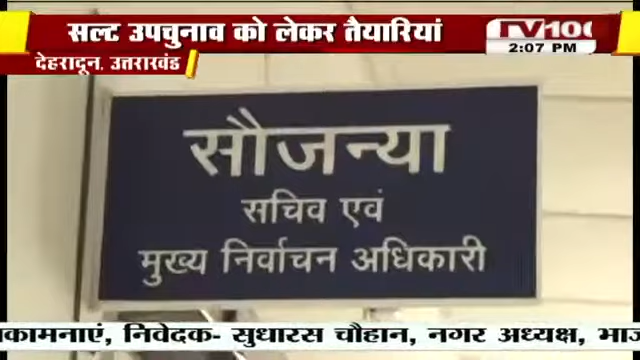 सल्ट उपचुनाव को लेकर तैयारियां
TV100
2:07 PM
देहरादून, उत्तराखंड
सौजन्या
सचिव एवं
मुख्य निर्वाचन अधिकारी
निवेदक- सुधारस चौहान, नगर अध्यक्ष,